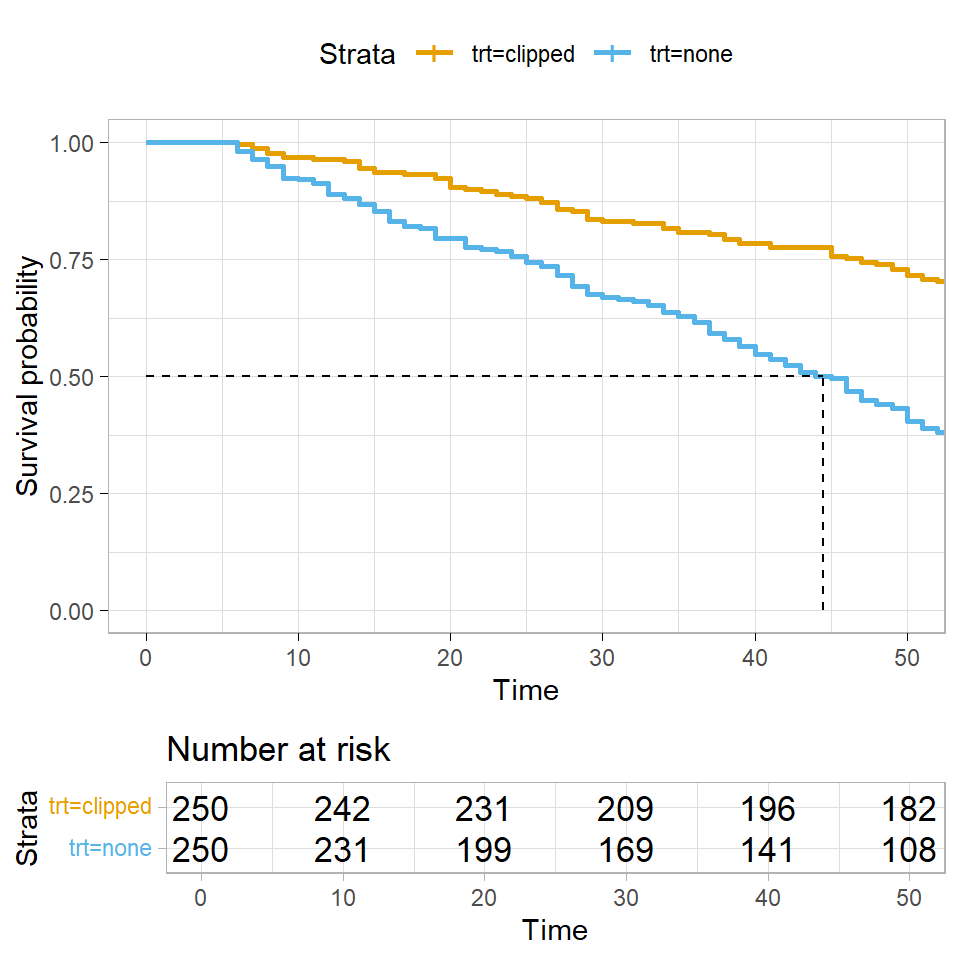 Strata trt=clipped trt=none
1.00
0.75
0.50
0.25
0.00
Survival probability
0 10 20 30 40 50
Time
Number at risk
Strata
trt=clipped 250 242 231 209 196 182
trt=none 250 231 199 169 141 108
0 10 20 30 40 50
Time